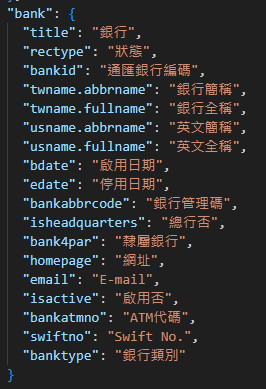 "bank": {
"title": "銀行",
"rectype": "狀態",
"bankid": "通匯銀行編碼",
"twname.abbrname": "銀行簡稱",
"twname.fullname": "銀行全稱",
"usname.abbrname": "英文簡稱",
"usname.fullname": "英文全稱",
"bdate": "啟用日期",
"edate": "停用日期",
"bankabbrcode": "銀行管理碼",
"isheadquarters": "總行否",
"bank4par": "隸屬銀行",
"homepage": "網址",
"email": "E-mail",
"isactive": "啟用否",
"bankatmno": "ATM代碼",
"swiftno": "Swift No.",
"banktype": "銀行類別"
}